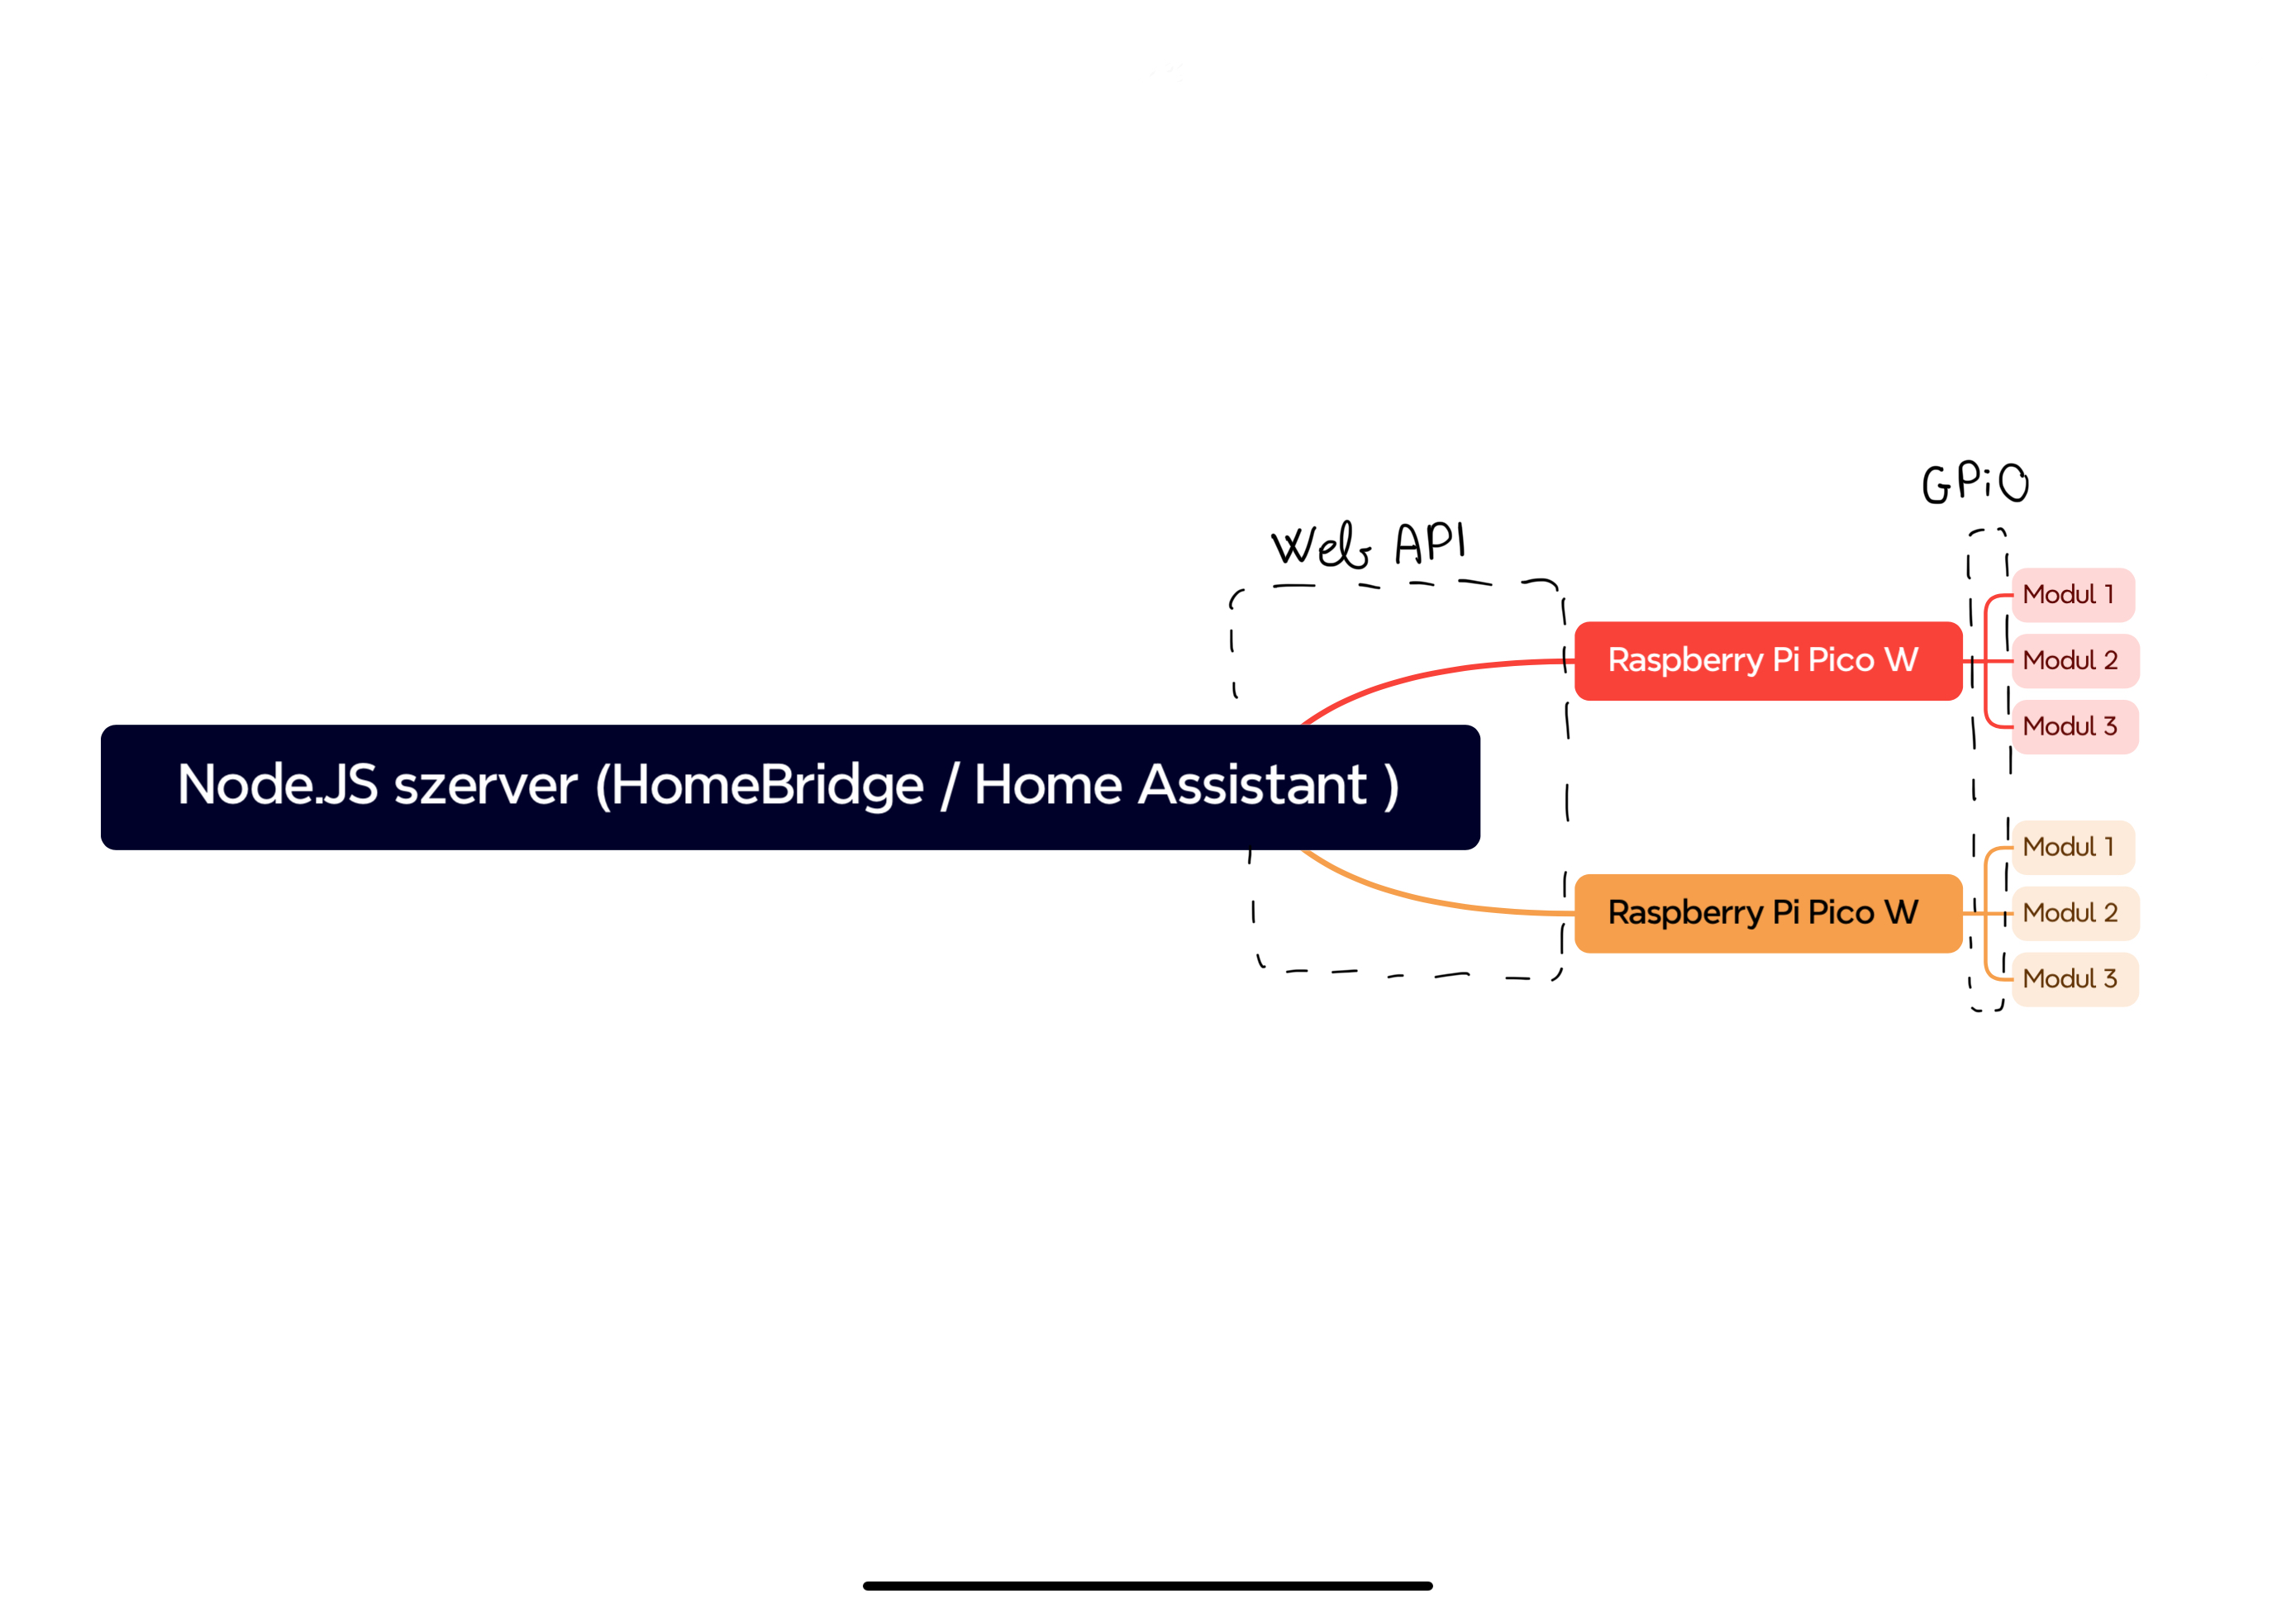 GPiO
Web API
Modul 1
Raspberry Pi Pico W
Modul 2
Modul 3
Node.JS szerver (HomeBridge / Home Assistant )
Modul 1
Raspberry Pi Pico W
Modul 2
Modul 3